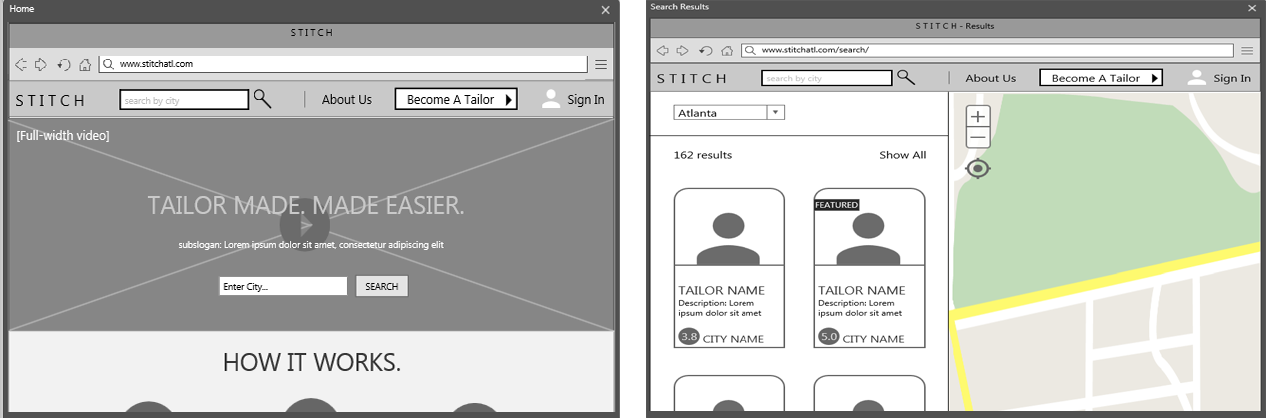 Home
STITCH
www.stitchatl.com
STITCH
search by city
About Us
Become A Tailor
Sign In
[Full-width video]
TAILOR MADE. MADE EASIER.
subslogan: Lorem ipsum dolor sit amet, consectetur adipiscing elit
Enter City...
SEARCH
HOW IT WORKS.
Search Results
STITCH - Results
www.stitchatl.com/search/
STITCH
search by city
About Us
Become A Tailor
Sign In
Atlanta
162 results
Show All
TAILOR NAME
Description: Lorem
ipsum dolor sit amet
3.8 CITY NAME
FEATURED
TAILOR NAME
Description: Lorem
ipsum dolor sit amet
5.0 CITY NAME